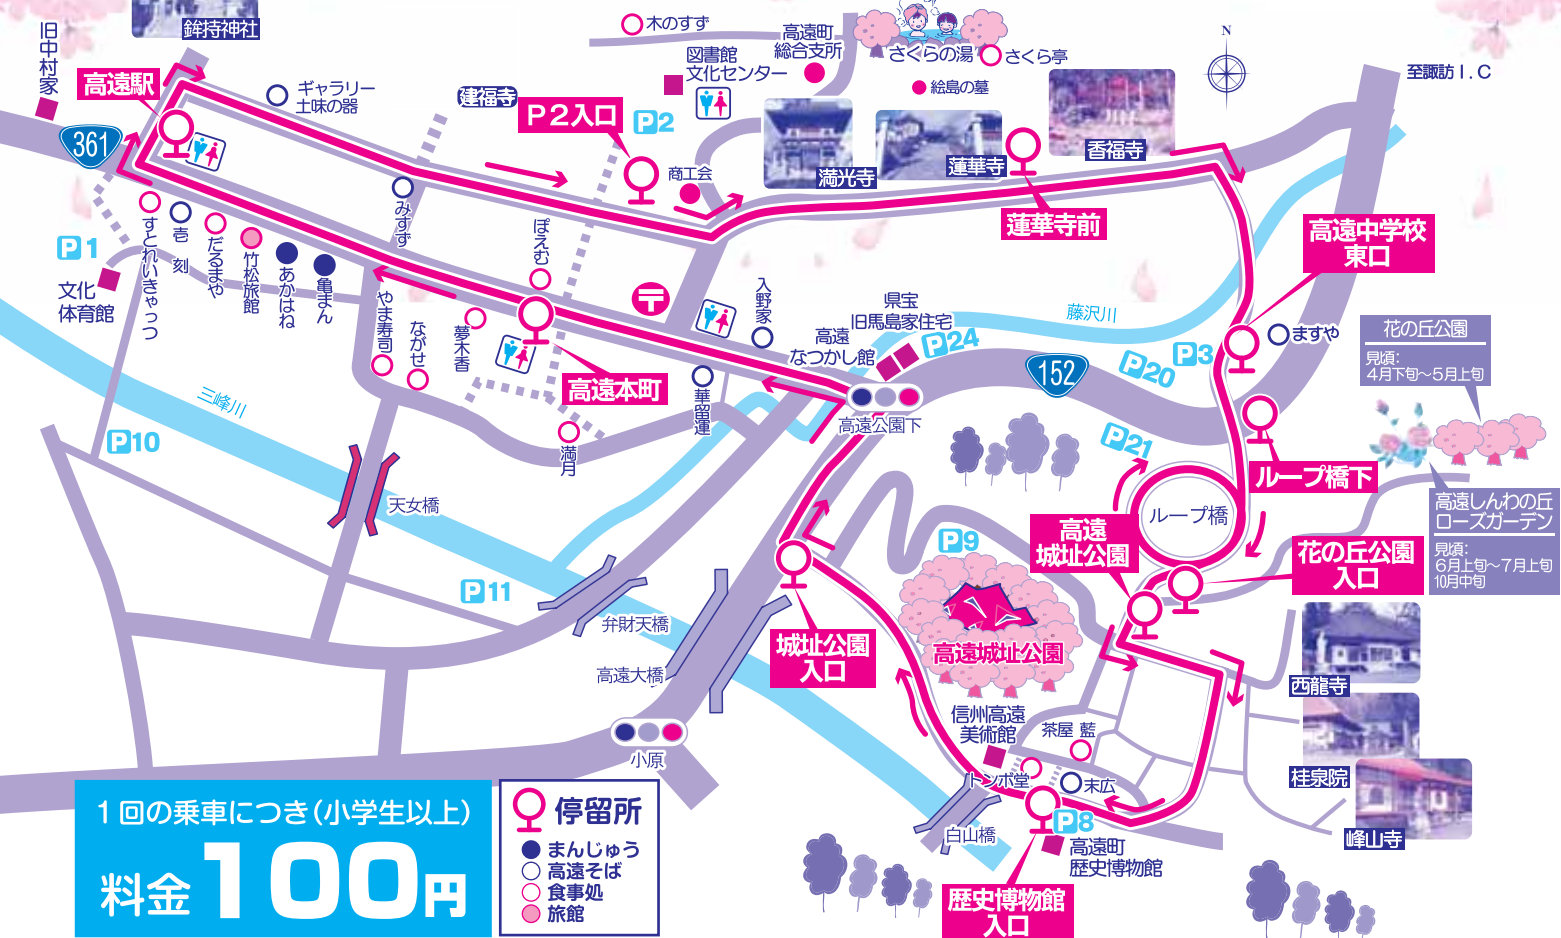 鉾持神社
旧中村家
高遠駅
361
ギャラリー
土味の器
建福寺
P2入口
P2
木のすず
図書館
文化センター
高遠町
総合支所
さくらの湯
さくら亭
絵島の墓
N
至諏訪I.C
商工会
満光寺
蓮華寺
香福寺
蓮華寺前
高遠中学校
東口
藤沢川
ますや
P1
文化
体育館
すとれいきゃっつ
壱刻
だるまや
竹松旅館
あかはね
亀まん
みすず
ぽえむ
やま寿司
ながせ
夢木香
高遠本町
満月
華留運
入野家
県宝
旧馬島家住宅
高遠
なつかし館
P24
152
P20
P3
P21
高遠公園下
花の丘公園
見頃:
4月下旬〜5月上旬
高遠しんわの丘
ローズガーデン
見頃:
6月上旬〜7月上旬
10月中旬
ループ橋下
ループ橋
花の丘公園
入口
高遠
城址公園
P9
高遠城址公園
城址公園
入口
三峰川
P10
天女橋
P11
弁財天橋
高遠大橋
小原
信州高遠
美術館
茶屋 藍
トンボ堂
末広
白山橋
P8
高遠町
歴史博物館
歴史博物館
入口
西龍寺
桂泉院
峰山寺
1回の乗車につき(小学生以上)
料金100円
停留所
まんじゅう
高遠そば
食事処
旅館